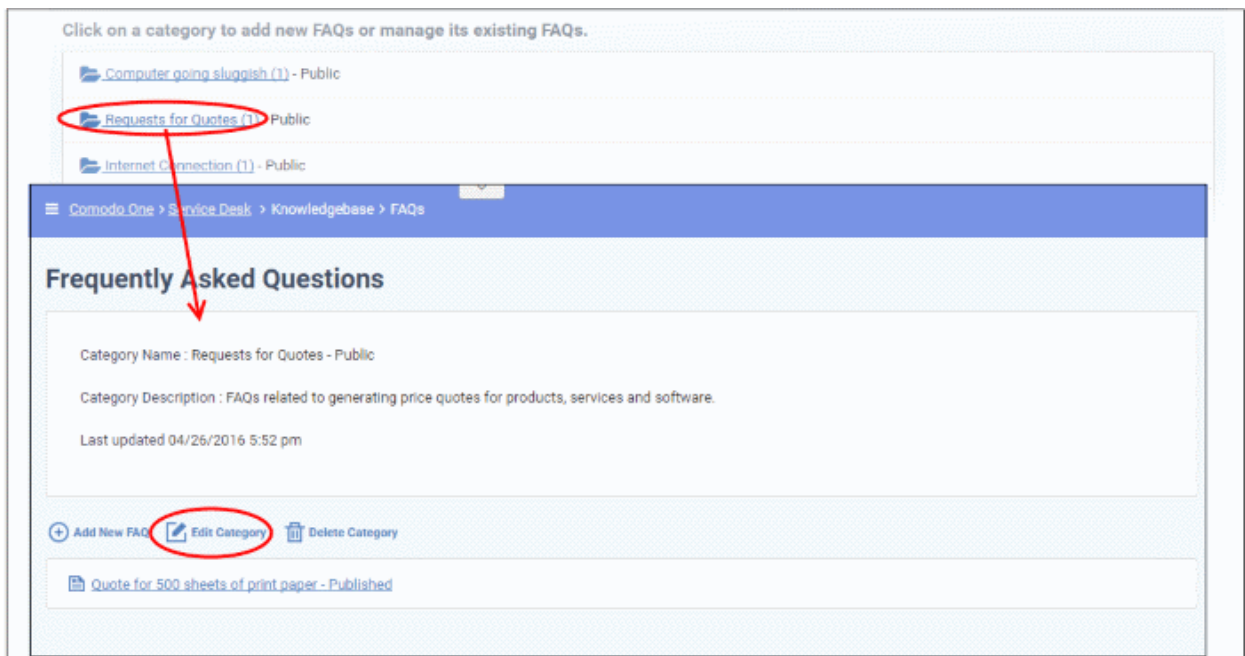 Click on a category to add new FAQs or manage its existing FAQs.
Computer going sluggish (1) - Public
Requests for Quotes (1) - Public
Internet Connection (1) - Public
Comodo One > Service Desk > Knowledgebase > FAQs
Frequently Asked Questions
Category Name : Requests for Quotes - Public
Category Description : FAQs related to generating price quotes for products, services and software.
Last updated 04/26/2016 5:52 pm
Add New FAQ Edit Category Delete Category
Quote for 500 sheets of print paper - Published